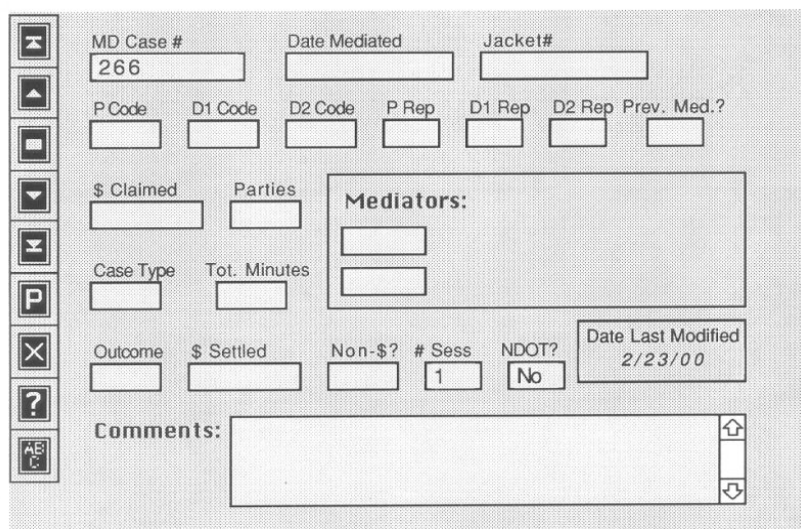 MD Case # Date Mediated Jacket#
266
P Code D1 Code D2 Code P Rep D1 Rep D2 Rep Prev. Med.?
$ Claimed Parties
Mediators:
Case Type Tot. Minutes
Outcome $ Settled Non-$? # Sess NDOT? Date Last Modified
1 No 2/23/00
Comments:
P
?
ABC